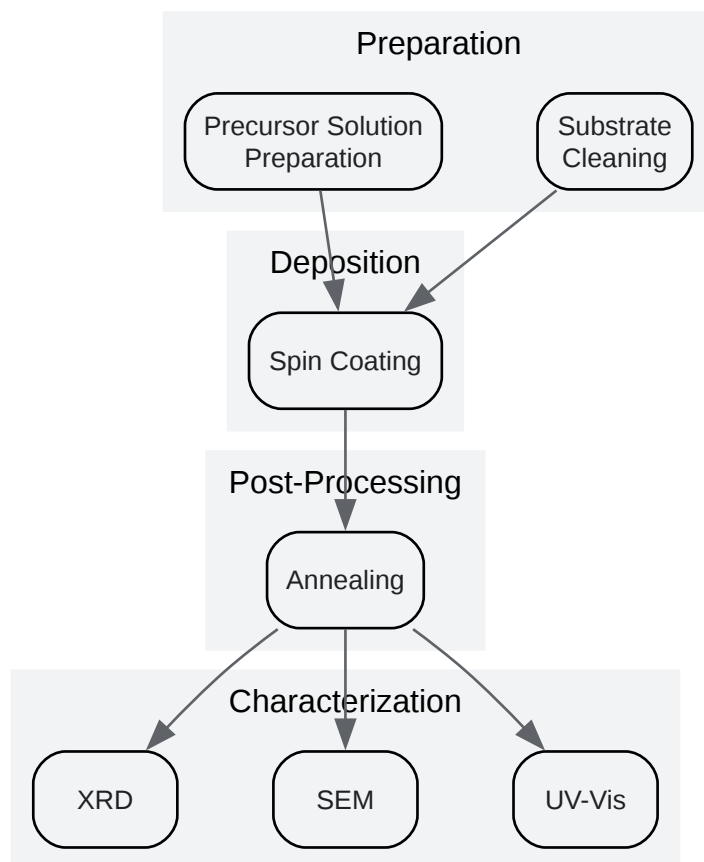 Preparation
Precursor Solution
Preparation
Substrate
Cleaning
Deposition
Spin Coating
Post-Processing
Annealing
Characterization
XRD
SEM
UV-Vis